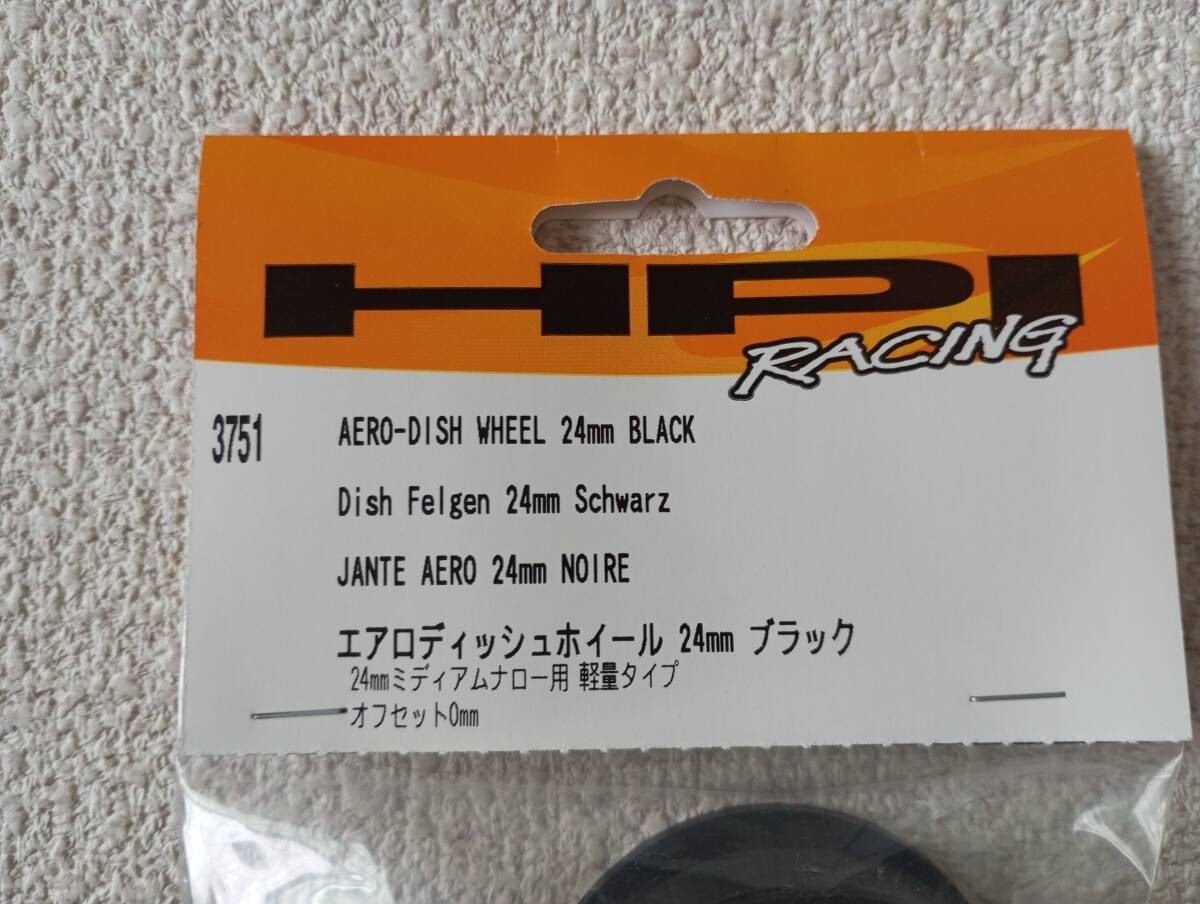 HPI
RACING
3751 AERO-DISH WHEEL 24mm BLACK
Dish Felgen 24mm Schwarz
JANTE AERO 24mm NOIRE
エアロディッシュホイール 24mm ブラック
24mmミディアムナロー用 軽量タイプ
オフセット0mm